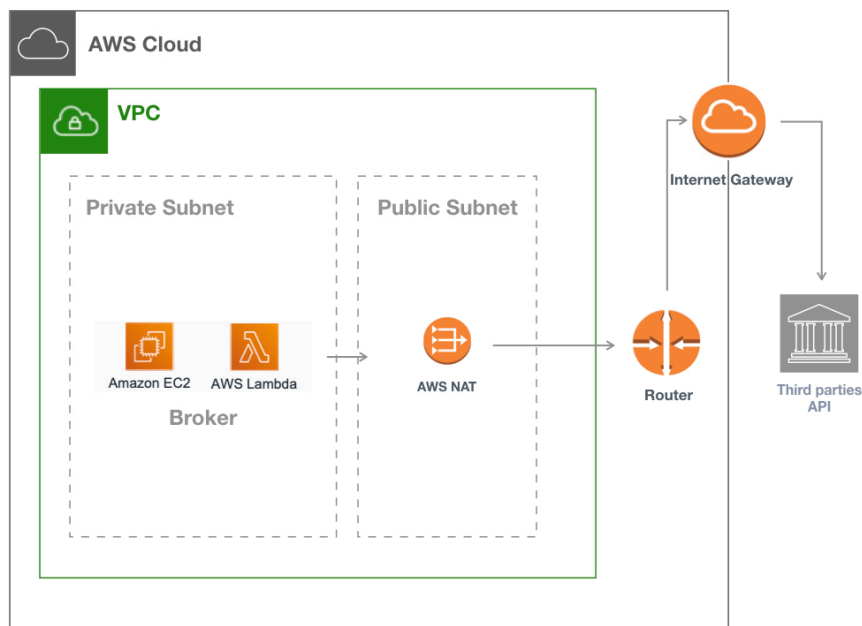 AWS Cloud
VPC
Internet Gateway
Private Subnet
Public Subnet
Amazon EC2
AWS Lambda
AWS NAT
Router
Third parties
API
Broker